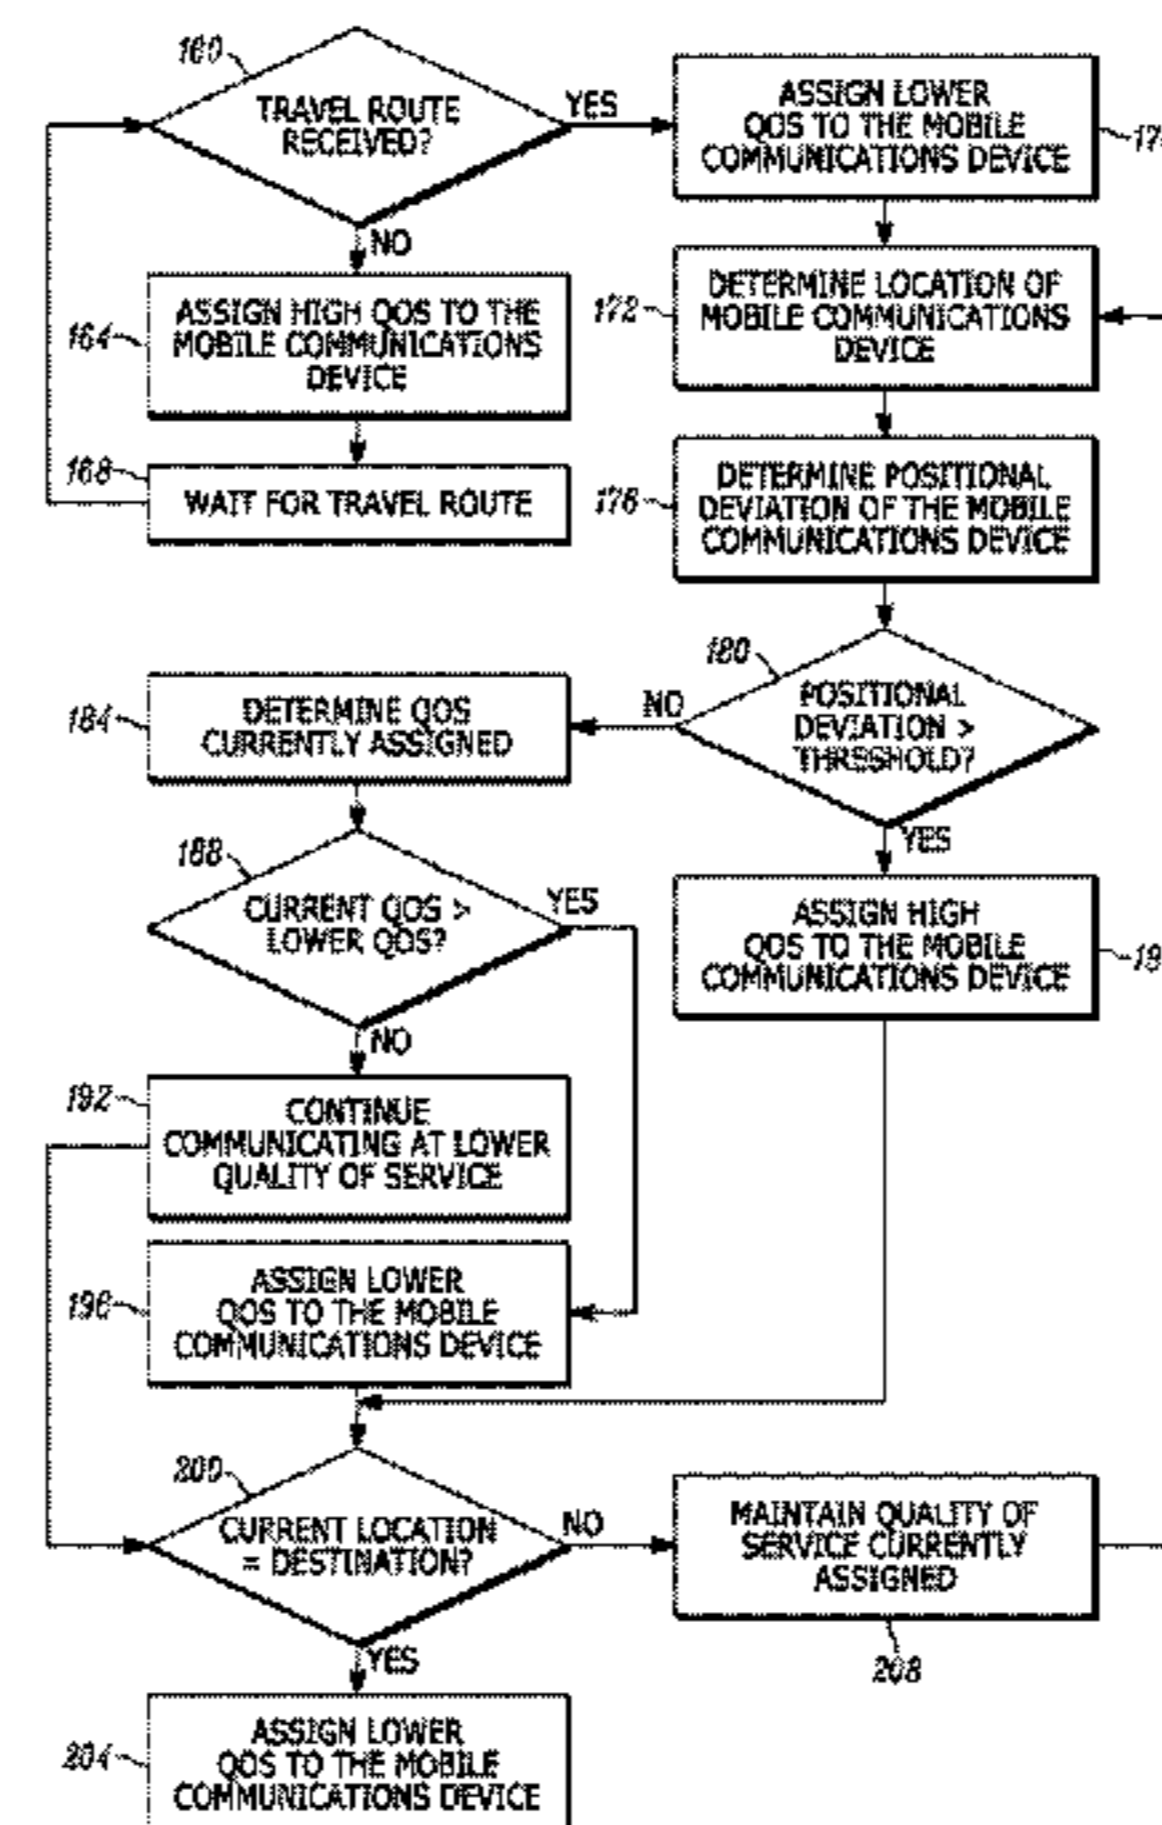 160
TRAVEL ROUTE
RECEIVED?
YES
NO
ASSIGN LOWER
QOS TO THE MOBILE
COMMUNICATIONS DEVICE
164
ASSIGN HIGH QOS TO THE
MOBILE COMMUNICATIONS
DEVICE
168
WAIT FOR TRAVEL ROUTE
172
DETERMINE LOCATION OF
MOBILE COMMUNICATIONS
DEVICE
176
DETERMINE POSITIONAL
DEVIATION OF THE MOBILE
COMMUNICATIONS DEVICE
180
POSITIONAL
DEVIATION >
THRESHOLD?
NO
YES
184
DETERMINE QOS
CURRENTLY ASSIGNED
188
CURRENT QOS >
LOWER QOS?
YES
NO
ASSIGN HIGH
QOS TO THE MOBILE
COMMUNICATIONS DEVICE
19
192
CONTINUE
COMMUNICATING AT LOWER
QUALITY OF SERVICE
196
ASSIGN LOWER
QOS TO THE MOBILE
COMMUNICATIONS DEVICE
200
CURRENT LOCATION
= DESTINATION?
NO
YES
MAINTAIN QUALITY OF
SERVICE CURRENTLY
ASSIGNED
208
204
ASSIGN LOWER
QOS TO THE MOBILE
COMMUNICATIONS DEVICE